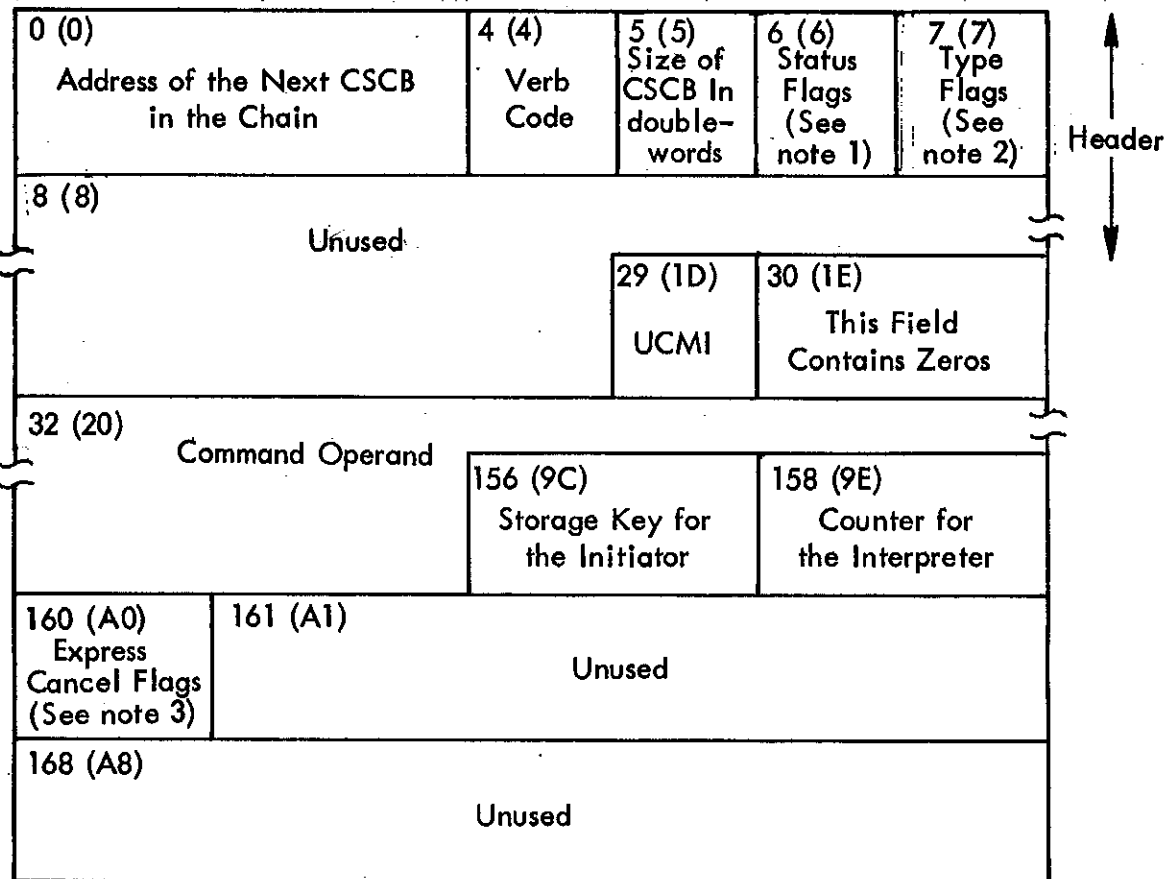 0 (0)
Address of the Next CSCB
in the Chain
4 (4)
Verb
Code
5 (5)
Size of
CSCB In
double-
words
6 (6)
Status
Flags
(See
note 1)
7 (7)
Type
Flags
(See
note 2)
Header
8 (8)
Unused
29 (1D)
UCMI
30 (1E)
This Field
Contains Zeros
32 (20)
Command Operand
156 (9C)
Storage Key for
the Initiator
158 (9E)
Counter for
the Interpreter
160 (A0)
Express
Cancel Flags
(See note 3)
161 (A1)
Unused
168 (A8)
Unused